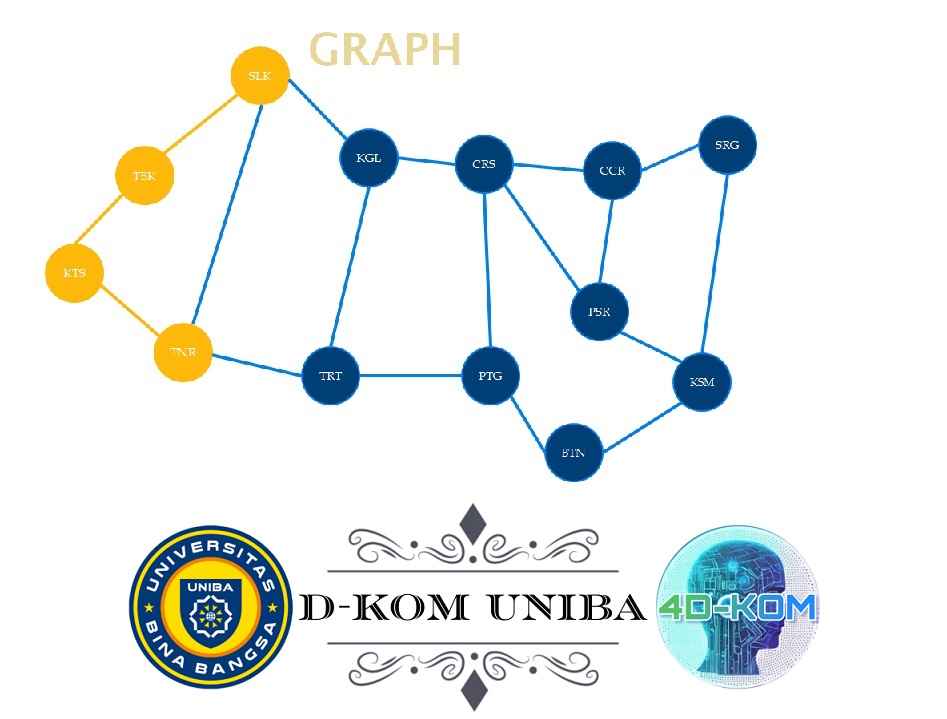 GRAPH
SLK
KGL
CRS
CCR
SRG
TBK
KTS
PSR
TNR
TRT
PTG
KSM
BTN
UNIVERSITAS
UNIBA
BINA BANGSA
D-KOM UNIBA
4D-KOM